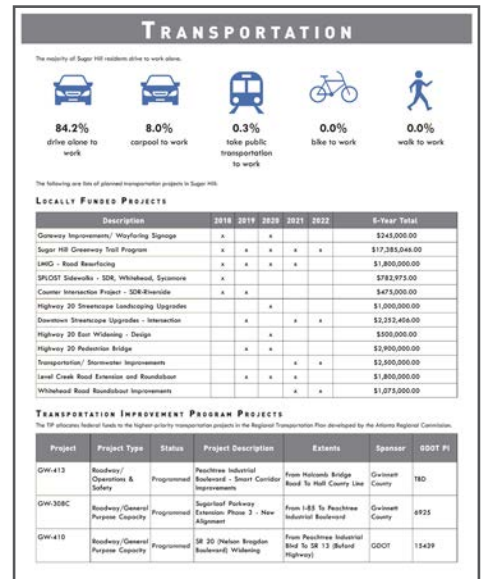 TRANSPORTATION
The majority of Sugar Hill residents drive to work alone.
84.2%
drive alone to
work
8.0%
carpool to work
0.3%
take public
transportation
to work
0.0%
bike to work
0.0%
walk to work
The following are lists of planned transportation projects in Sugar Hill:
LOCALLY FUNDED PROJECTS
Description 2018 2019 2020 2021 2022 5-Year Total
Gateway Improvements/ Wayfaring Signage x x $245,000.00
Sugar Hill Greenway Trail Program x x x x x $17,385,046.00
LMIG - Road Resurfacing x x x x $1,800,000.00
SPLOST Sidewalks - SDR, Whitehead, Sycamore x $782,975.00
Counter Intersection Project - SDR-Riverside x x $475,000.00
Highway 20 Streetscape Landscaping Upgrades x $1,000,000.00
Downtown Streetscape Upgrades - Intersection x x x $2,252,406.00
Highway 20 East Widening - Design x $500,000.00
Highway 20 Pedestrian Bridge x x $2,900,000.00
Transportation/ Stormwater Improvements x x $2,500,000.00
Level Creek Road Extension and Roundabout x x x $1,800,000.00
Whitehead Road Roundabout Improvements x x $1,075,000.00
TRANSPORTATION IMPROVEMENT PROGRAM PROJECTS
The TIP allocates federal funds to the highest-priority transportation projects in the Regional Transportation Plan developed by the Atlanta Regional Commission.
Project Project Type Status Project Description Extents Sponsor GDOT PI
GW-413
Roadway/
Operations &
Safety
Programmed
Peachtree Industrial
Boulevard - Smart Corridor
Improvements
From Holcomb Bridge
Road To Hall County Line
Gwinnett
County
TBD
GW-308C
Roadway/General
Purpose Capacity
Programmed
Sugarloaf Parkway
Extension: Phase 3 - New
Alignment
From I-85 To Peachtree
Industrial Boulevard
Gwinnett
County
6925
GW-410
Roadway/General
Purpose Capacity
Programmed
SR 20 (Nelson Brogdon
Boulevard) Widening
From Peachtree Industrial
Blvd To SR 13 (Buford
Highway)
GDOT
15439